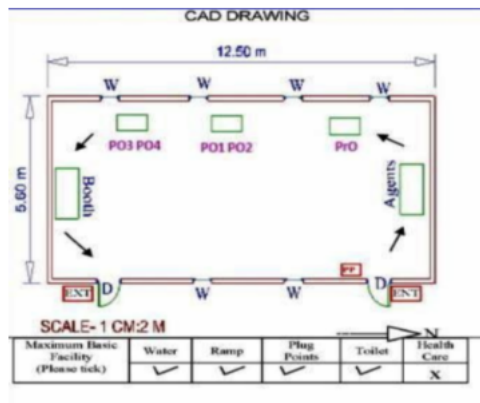 CAD DRAWING
12.50 m
W W W W
PO3 PO4 PO1 PO2 PrO
5.60 m
Booth
Agents
D W W D
EXT ENT
SCALE- 1 CM:2 M
N
Maximum Basic Facility (Please tick) Water Ramp Plug Points Toilet Health Care
✓ ✓ ✓ ✓ X